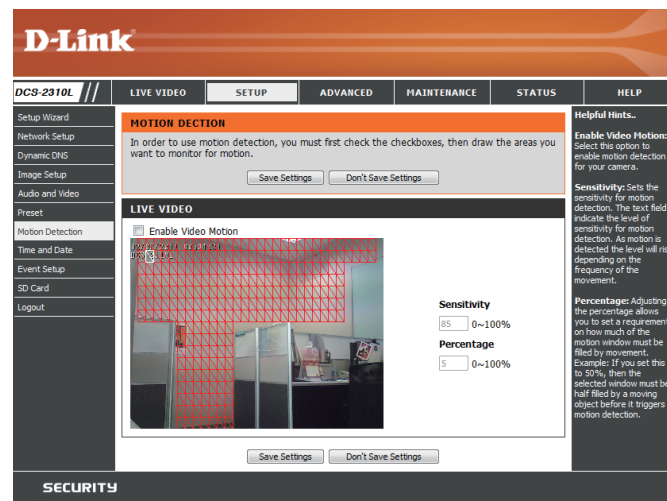 D-Link
DCS-2310L
LIVE VIDEO
SETUP
ADVANCED
MAINTENANCE
STATUS
HELP
Setup Wizard
Network Setup
Dynamic DNS
Image Setup
Audio and Video
Preset
Motion Detection
Time and Date
Event Setup
SD Card
Logout
MOTION DECTION
In order to use motion detection, you must first check the checkboxes, then draw the areas you
want to monitor for motion.
Save Settings
Don't Save Settings
LIVE VIDEO
Enable Video Motion
Sensitivity
85 0~100%
Percentage
5 0~100%
Save Settings
Don't Save Settings
Helpful Hints..
Enable Video Motion:
Select this option to
enable motion detection
for your camera.
Sensitivity: Sets the
sensitivity for motion
detection. The text field
indicate the level of
sensitivity for motion
detection. As motion is
detected the level will ris
depending on the
frequency of the
movement.
Percentage: Adjusting
the percentage allows
you to set a requirement
on how much of the
motion window must be
filled by movement.
Example: If you set this
to 50%, then the
selected window must be
half filled by a moving
object before it triggers
motion detection.
SECURITY